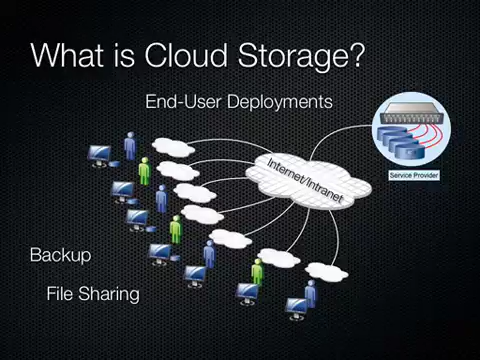 What is Cloud Storage?
End-User Deployments
Internet/Intranet
Service Provider
Backup
File Sharing